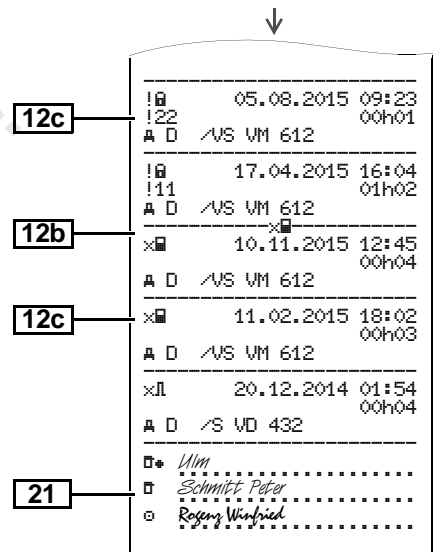 ! 05.08.2015 09:23
12c
!22 00h01
D /VS VM 612
! 17.04.2015 16:04
!11 01h02
D /VS VM 612
12b
x
x 10.11.2015 12:45
00h04
D /VS VM 612
12c
x 11.02.2015 18:02
00h03
D /VS VM 612
x 20.12.2014 01:54
00h04
D /S VD 432
Ulm
21
Schmitt Peter
Rogenz Winfried